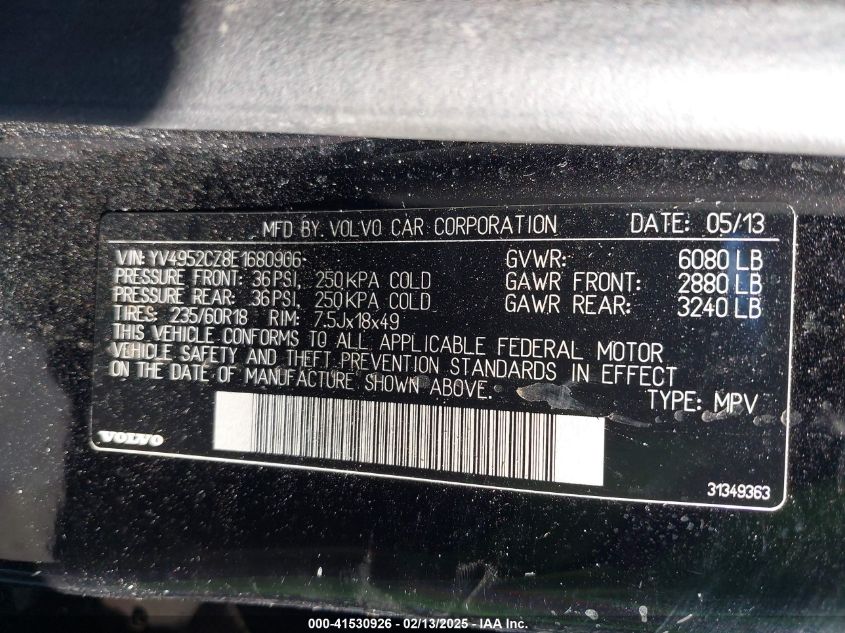 MFD BY VOLVO CAR CORPORATION DATE: 05/13
VIN: YV4952CZ8E1680906 GVWR: 6080 LB
PRESSURE FRONT: 36 PSI, 250 KPA COLD GAWR FRONT: 2880 LB
PRESSURE REAR: 36 PSI, 250 KPA COLD GAWR REAR: 3240 LB
TIRES: 235/60R18 RIM: 7.5Jx18x49
THIS VEHICLE CONFORMS TO ALL APPLICABLE FEDERAL MOTOR
VEHICLE SAFETY AND THEFT PREVENTION STANDARDS IN EFFECT
ON THE DATE OF MANUFACTURE SHOWN ABOVE.
TYPE: MPV
VOLVO
31349363
000-41530926 - 02/13/2025 - IAA Inc.